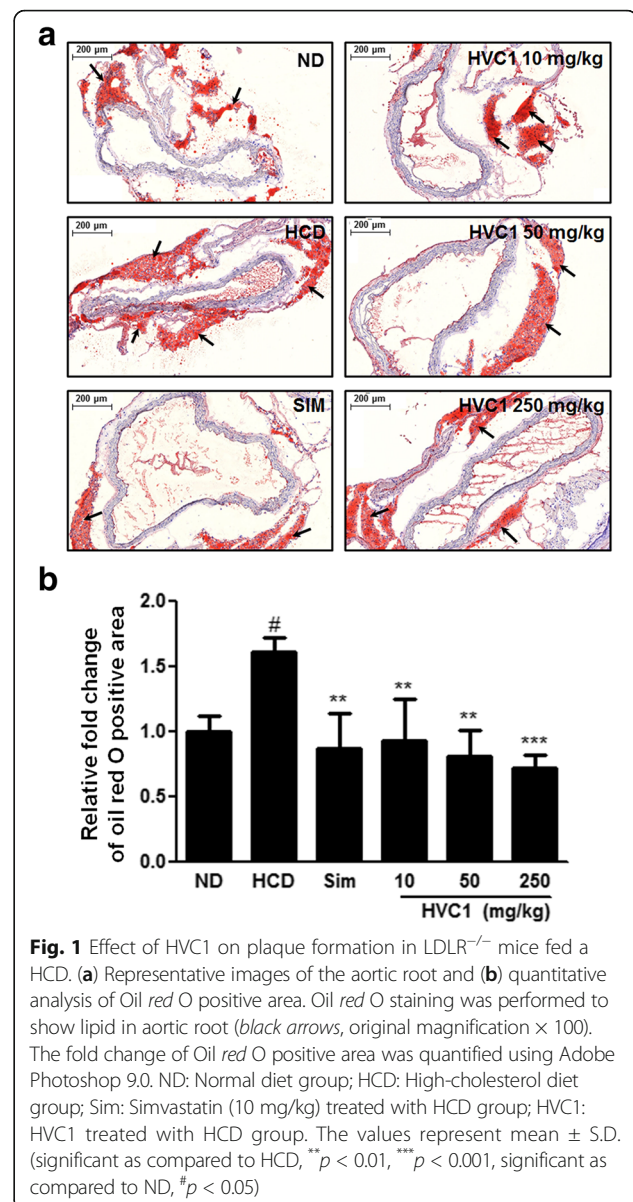 a
200 µm
ND
200 µm
HVC1 10 mg/kg
200 µm
HCD
200 µm
HVC1 50 mg/kg
200 µm
SIM
200 µm
HVC1 250 mg/kg
b
Relative fold change
of oil red O positive area
2.0
1.5
1.0
0.5
0.0
#
**
**
**
***
ND HCD Sim 10 50 250
HVC1 (mg/kg)
Fig. 1 Effect of HVC1 on plaque formation in LDLR−/− mice fed a
HCD. (a) Representative images of the aortic root and (b) quantitative
analysis of Oil red O positive area. Oil red O staining was performed to
show lipid in aortic root (black arrows, original magnification × 100).
The fold change of Oil red O positive area was quantified using Adobe
Photoshop 9.0. ND: Normal diet group; HCD: High-cholesterol diet
group; Sim: Simvastatin (10 mg/kg) treated with HCD group; HVC1:
HVC1 treated with HCD group. The values represent mean ± S.D.
(significant as compared to HCD, **p < 0.01, ***p < 0.001, significant as
compared to ND, #p < 0.05)